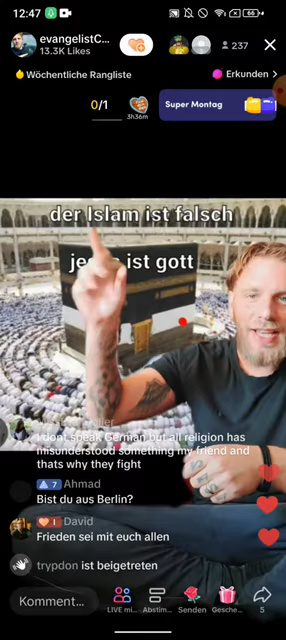 12:47
66
evangelistC...
13.3K Likes
237
Wöchentliche Rangliste
Erkunden
0/1
3h36m
Super Montag
der Islam ist falsch
ist gott
I dont speak German but all religion has
misunderstood something my friend and
thats why they fight
7 Ahmad
Bist du aus Berlin?
1 David
Frieden sei mit euch allen
trypdon ist beigetreten
Komment...
LIVE mi...
Abstim...
Senden
Gesche...
5